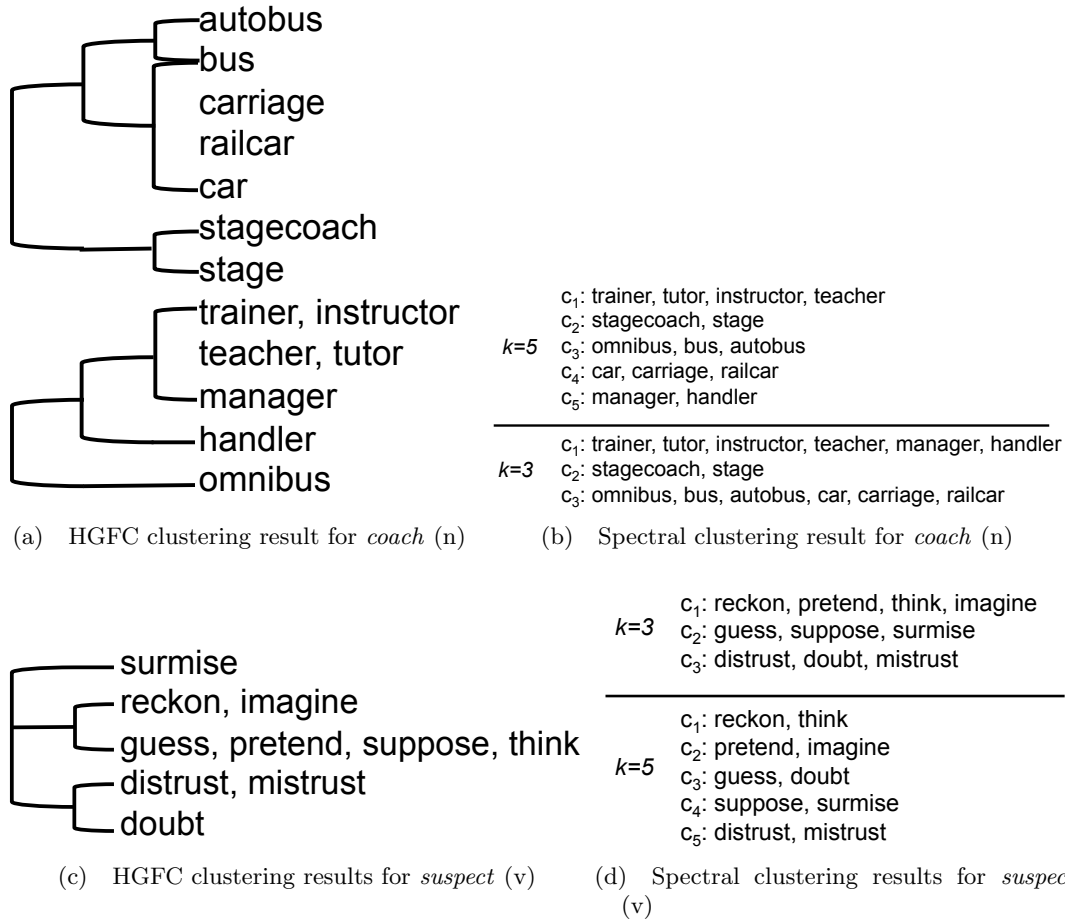 autobus
bus
carriage
railcar
car
stagecoach
stage
trainer, instructor
teacher, tutor
manager
handler
omnibus
(a) HGFC clustering result for coach (n)
k=5
c1: trainer, tutor, instructor, teacher
c2: stagecoach, stage
c3: omnibus, bus, autobus
c4: car, carriage, railcar
c5: manager, handler
k=3
c1: trainer, tutor, instructor, teacher, manager, handler
c2: stagecoach, stage
c3: omnibus, bus, autobus, car, carriage, railcar
(b) Spectral clustering result for coach (n)
surmise
reckon, imagine
guess, pretend, suppose, think
distrust, mistrust
doubt
(c) HGFC clustering results for suspect (v)
k=3
c1: reckon, pretend, think, imagine
c2: guess, suppose, surmise
c3: distrust, doubt, mistrust
k=5
c1: reckon, think
c2: pretend, imagine
c3: guess, doubt
c4: suppose, surmise
c5: distrust, mistrust
(d) Spectral clustering results for suspec
(v)